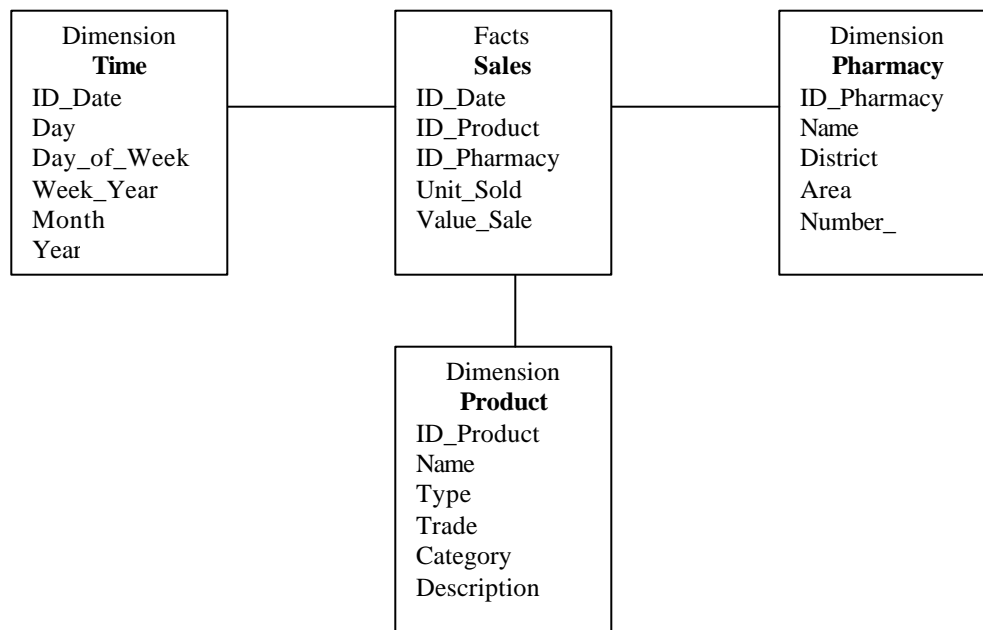 Dimension
Time
ID_Date
Day
Day_of_Week
Week_Year
Month
Year
Facts
Sales
ID_Date
ID_Product
ID_Pharmacy
Unit_Sold
Value_Sale
Dimension
Pharmacy
ID_Pharmacy
Name
District
Area
Number_
Dimension
Product
ID_Product
Name
Type
Trade
Category
Description